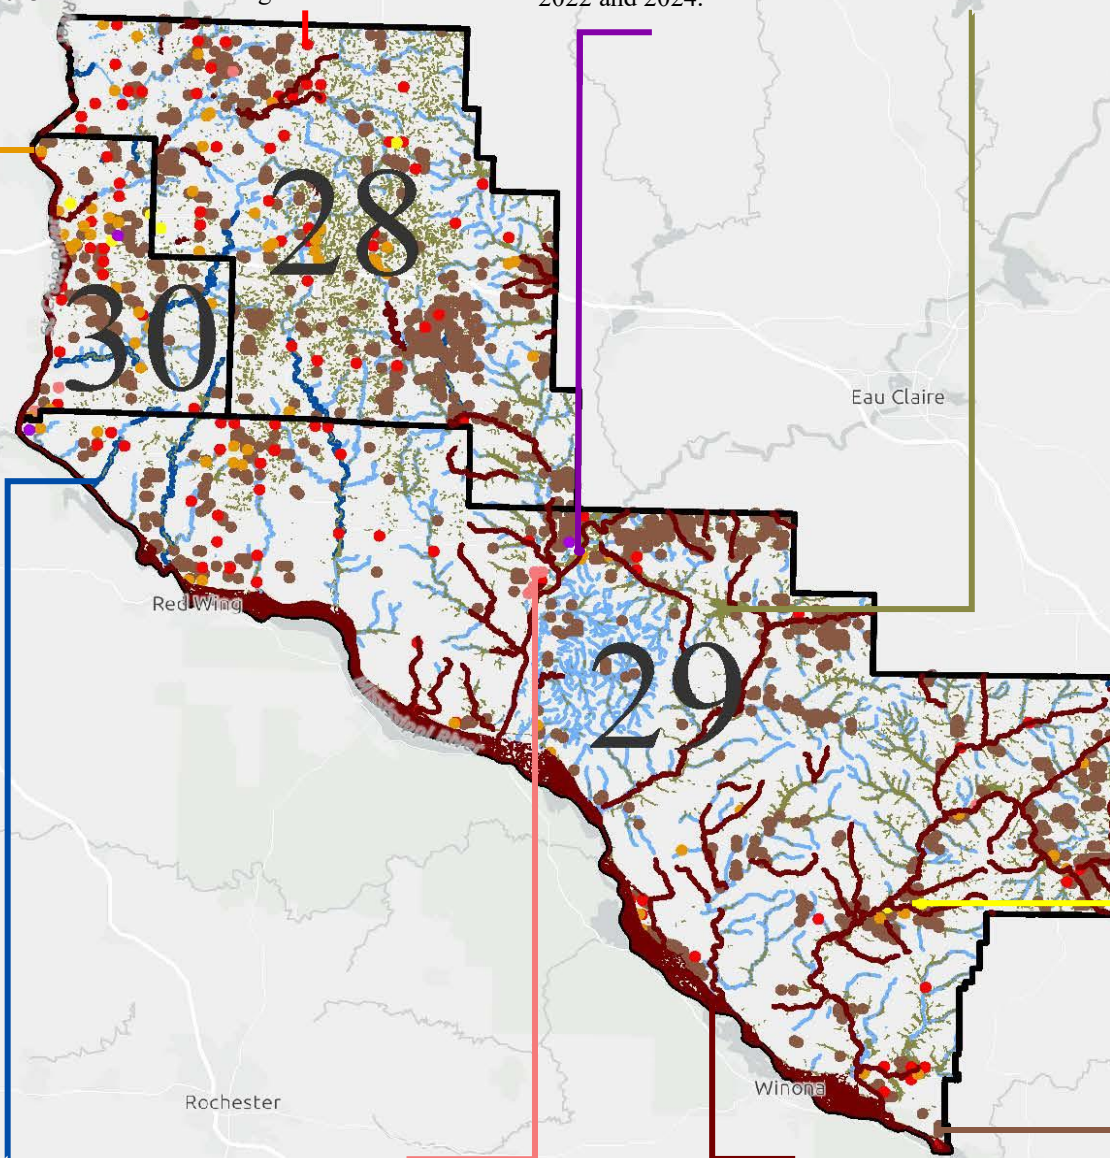 2022 and 2024.
28
30
Eau Claire
Red Wing
29
Mississippi River
Winona
Rochester